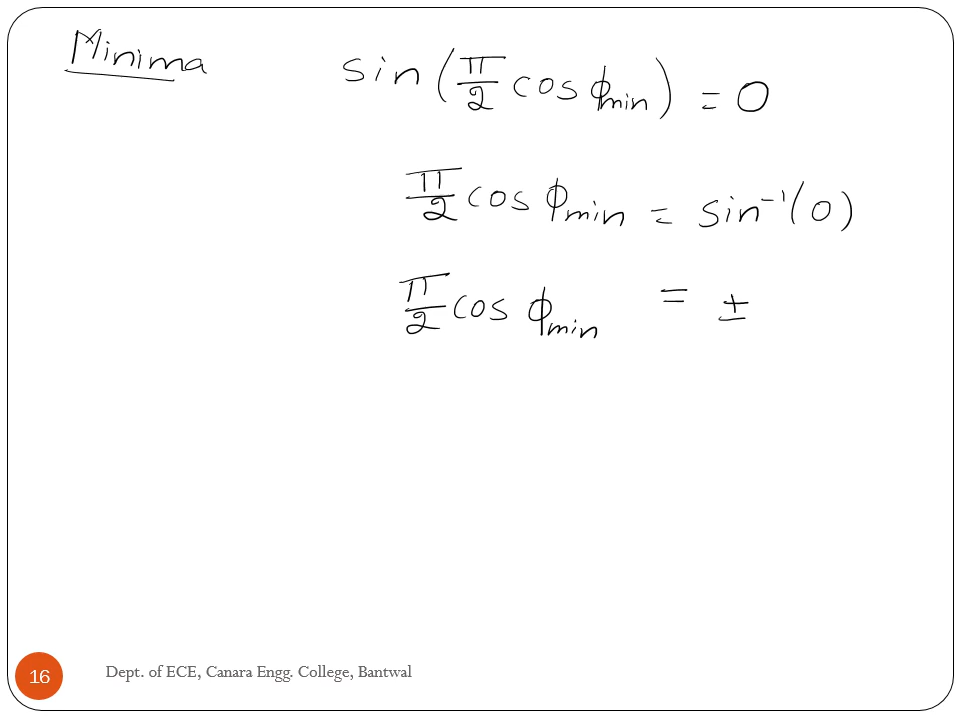 Minima
sin(π/2 cos ϕmin) = 0
π/2 cos ϕmin = sin⁻¹(0)
π/2 cos ϕmin = ±
16
Dept. of ECE, Canara Engg. College, Bantwal